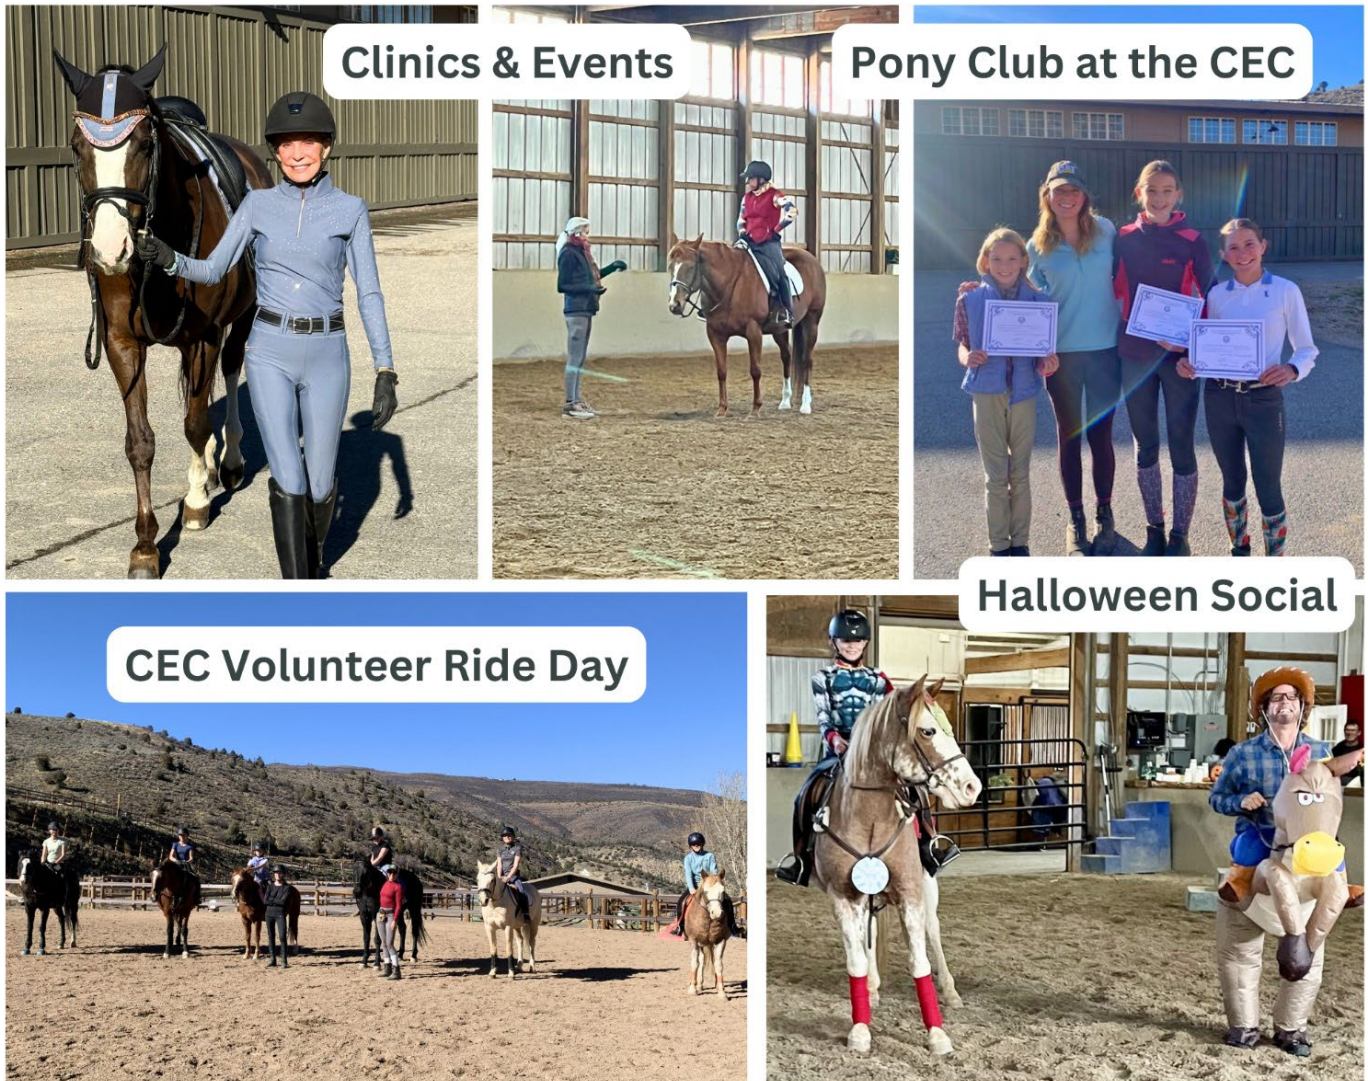 Clinics & Events
Pony Club at the CEC
Halloween Social
CEC Volunteer Ride Day